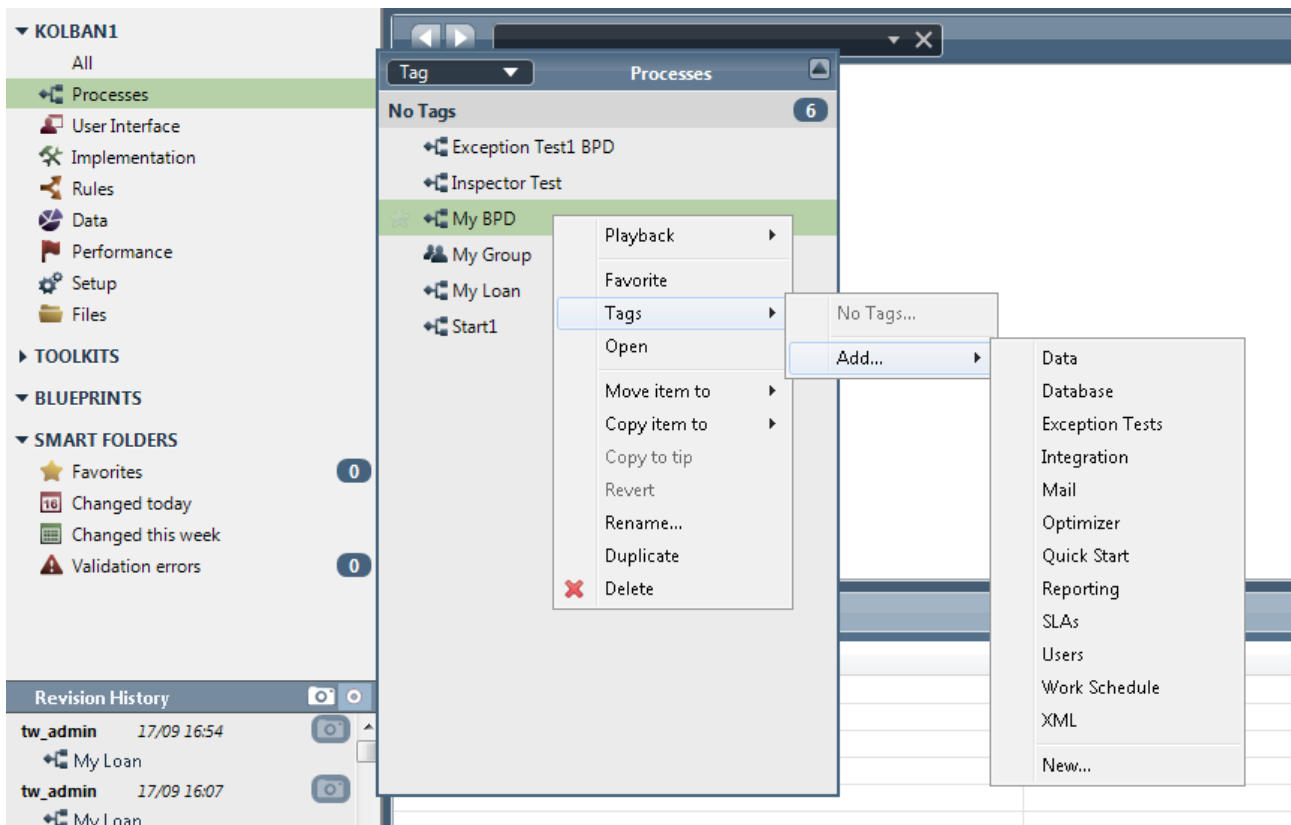 KOLBAN1
All
Processes
User Interface
Implementation
Rules
Data
Performance
Setup
Files
TOOLKITS
BLUEPRINTS
SMART FOLDERS
Favorites 0
Changed today
Changed this week
Validation errors 0
Revision History
tw_admin 17/09 16:54
My Loan
tw_admin 17/09 16:07
My Loan
Tag Processes
No Tags 6
Exception Test1 BPD
Inspector Test
My BPD
My Group
My Loan
Start1
Playback
Favorite
Tags
Open
Move item to
Copy item to
Copy to tip
Revert
Rename...
Duplicate
Delete
No Tags...
Add...
Data
Database
Exception Tests
Integration
Mail
Optimizer
Quick Start
Reporting
SLAs
Users
Work Schedule
XML
New...